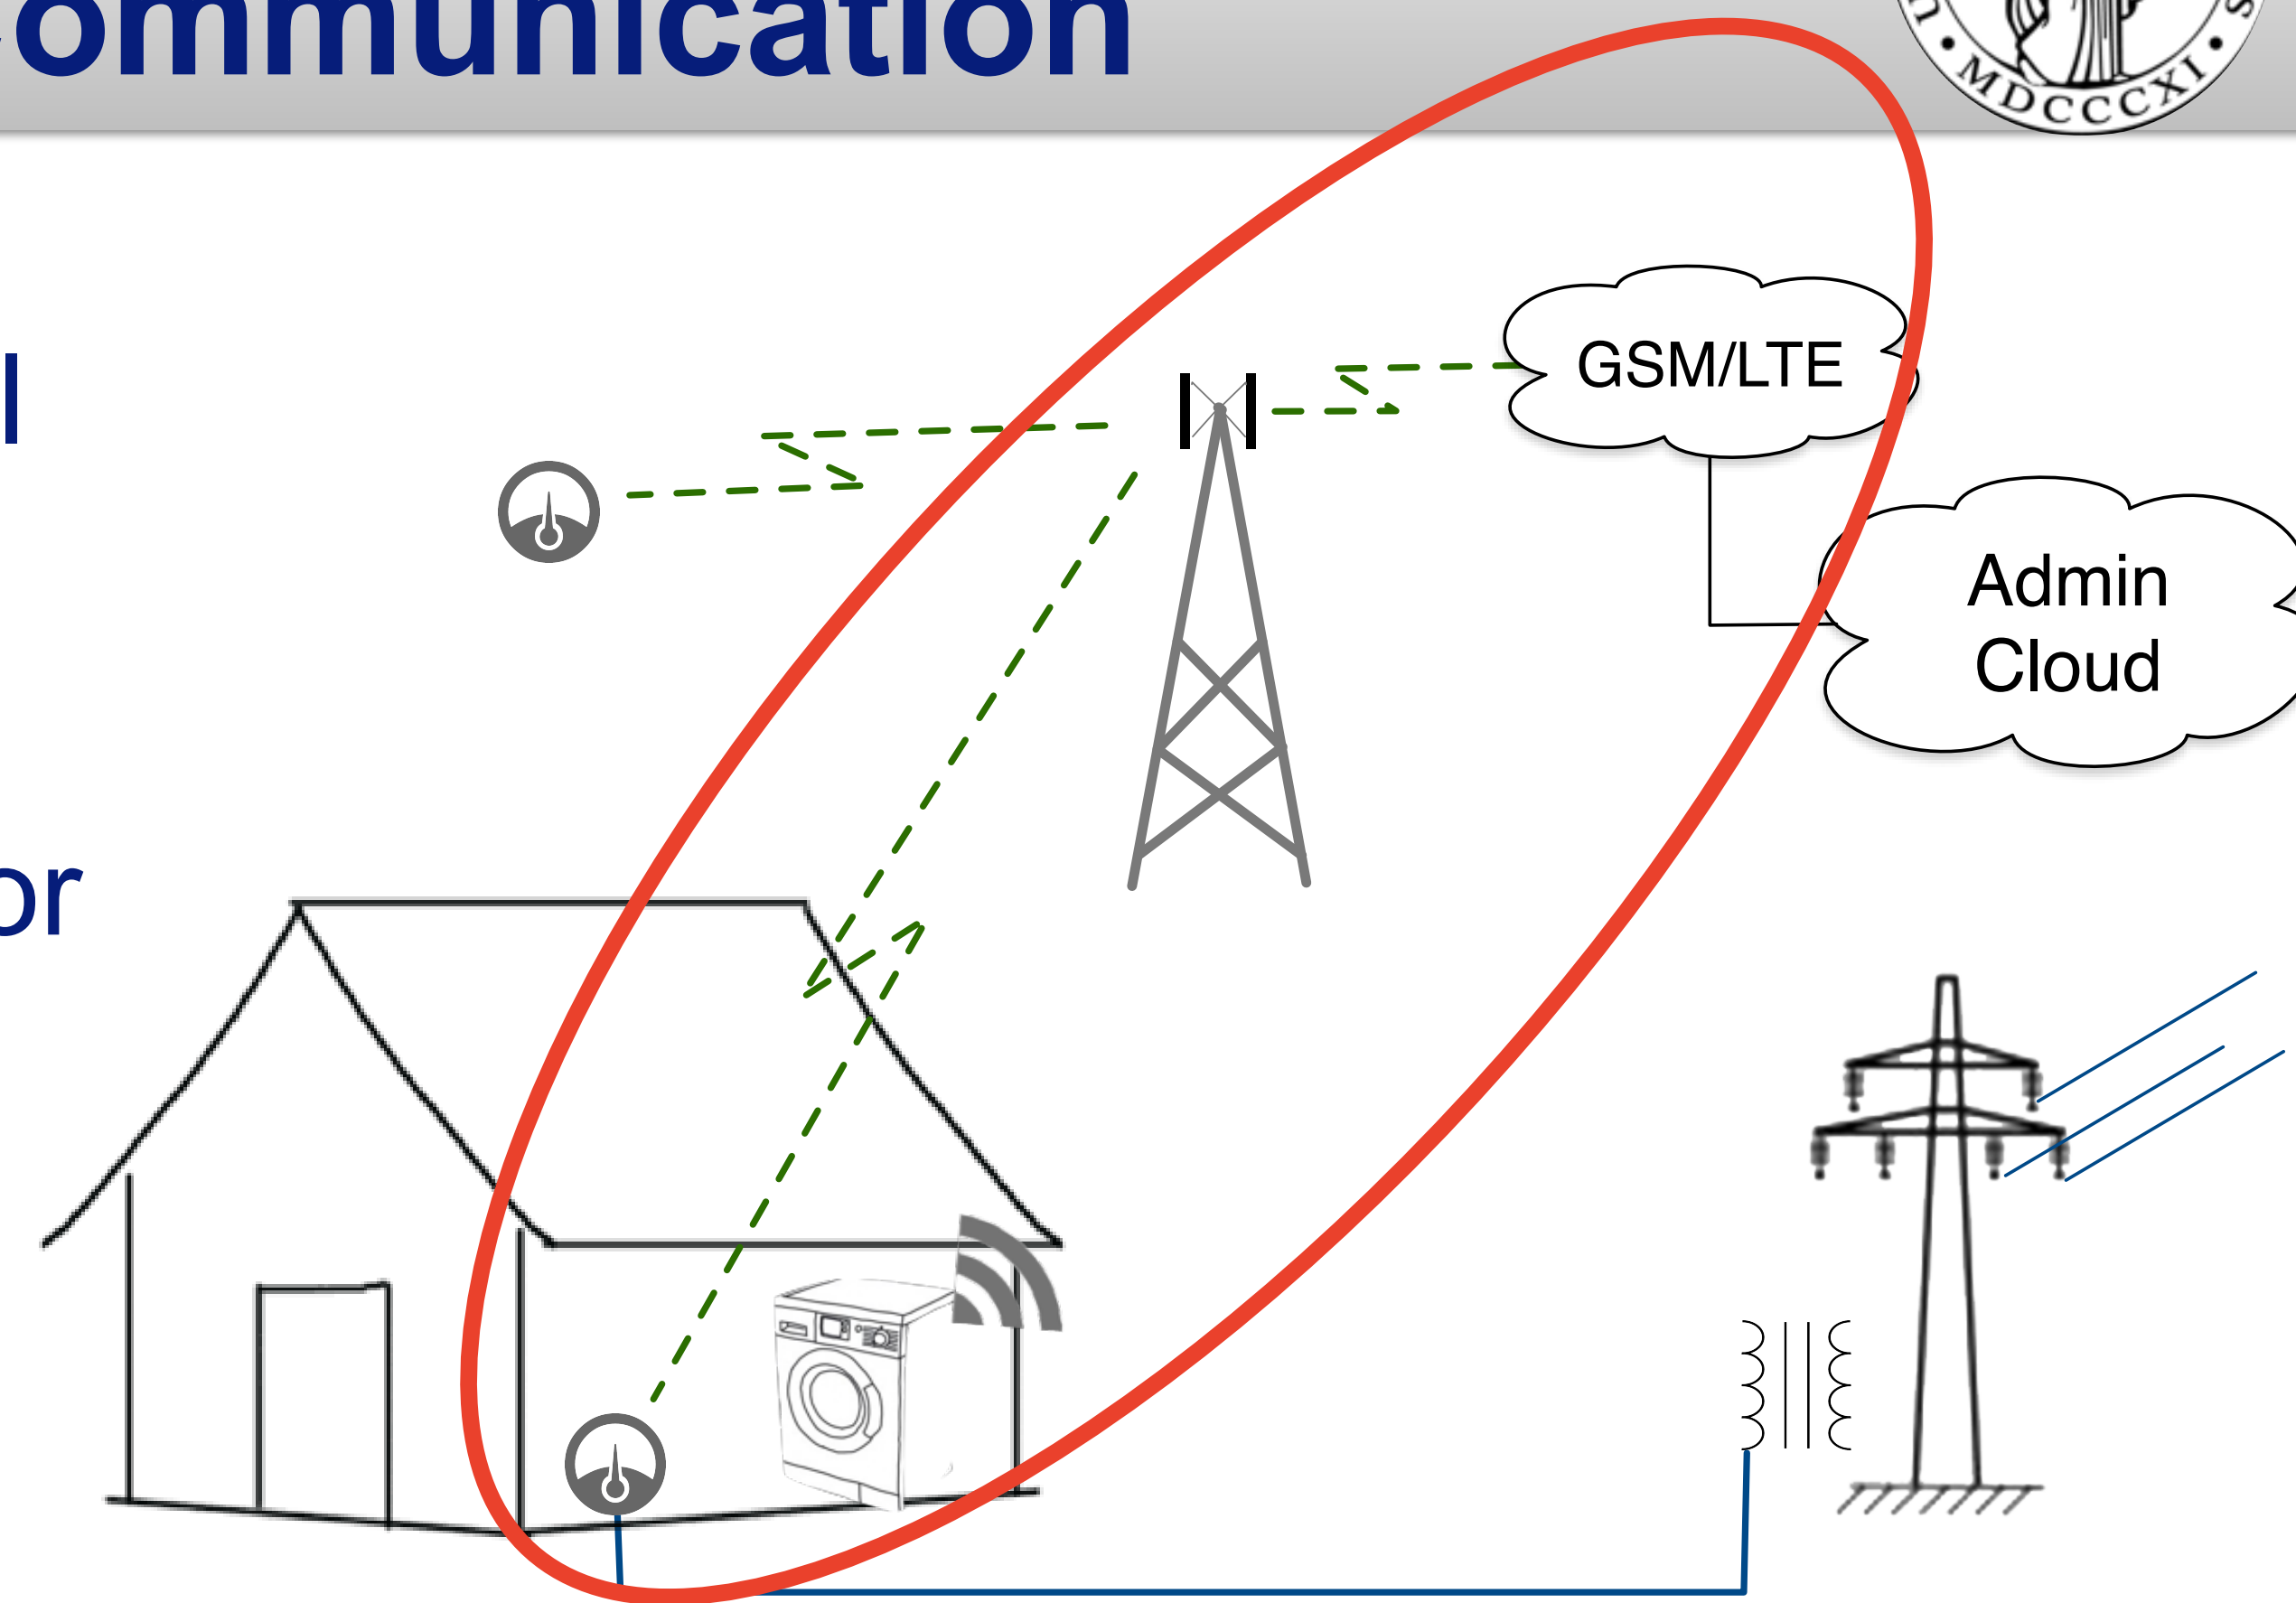 ommunication
MDCCCXI
l
GSM/LTE
Admin
Cloud
or